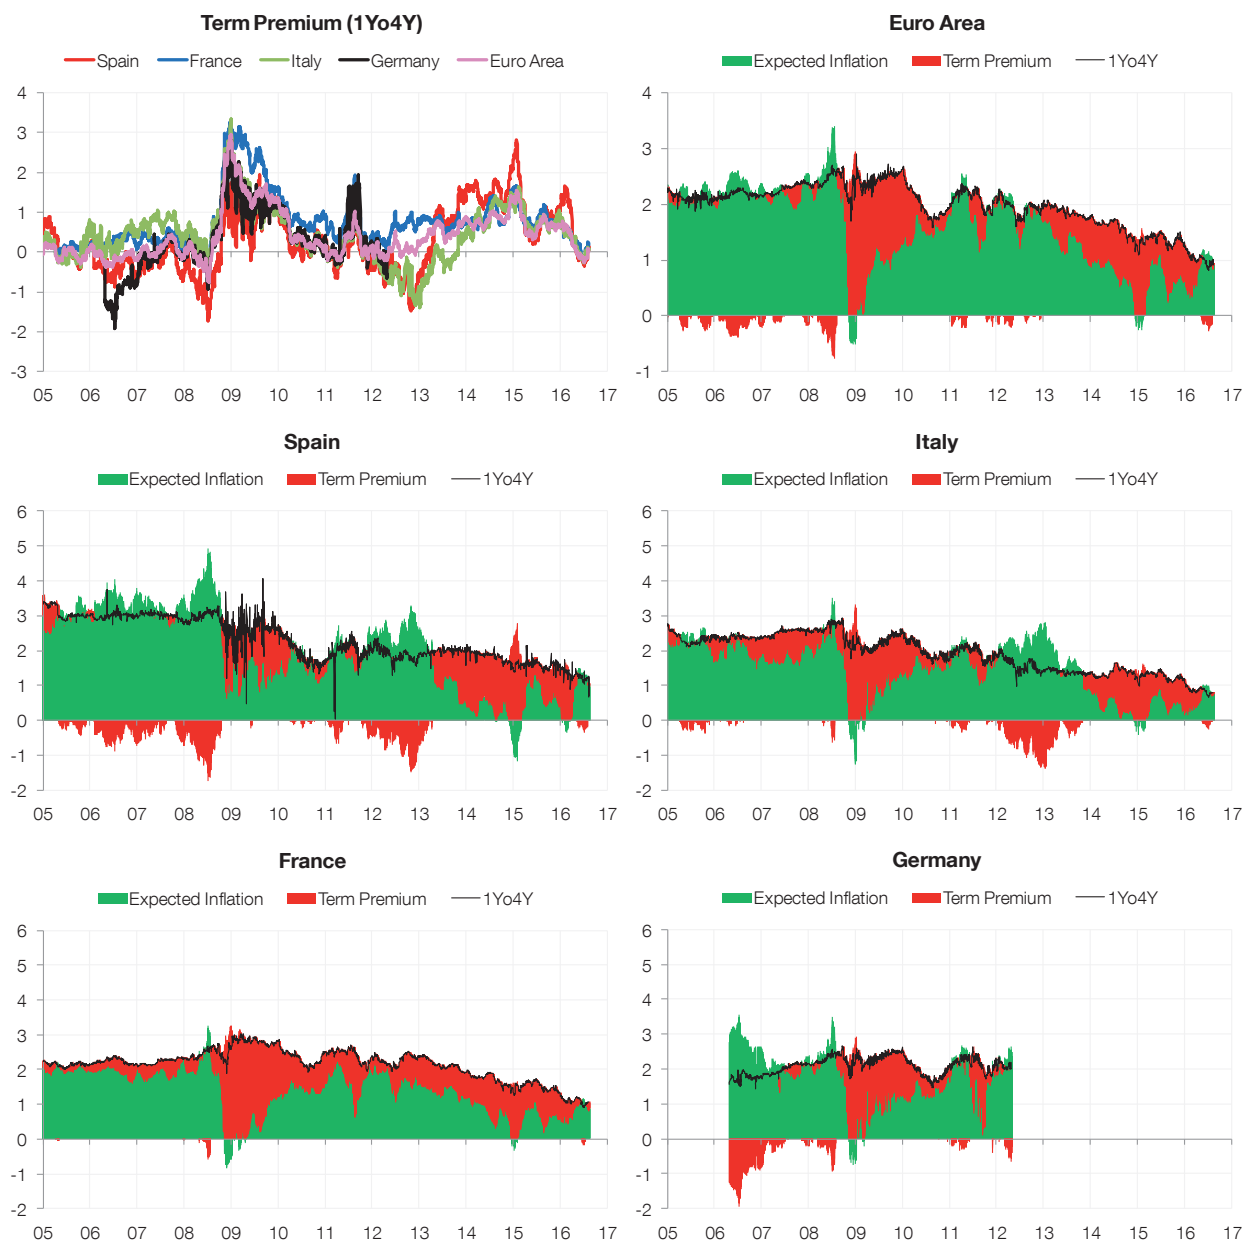 Term Premium (1Yo4Y)
Spain France Italy Germany Euro Area
4
3
2
1
0
-1
-2
-3
05 06 07 08 09 10 11 12 13 14 15 16 17
Euro Area
Expected Inflation Term Premium 1Yo4Y
4
3
2
1
0
-1
05 06 07 08 09 10 11 12 13 14 15 16 17
Spain
Expected Inflation Term Premium 1Yo4Y
6
5
4
3
2
1
0
-1
-2
05 06 07 08 09 10 11 12 13 14 15 16 17
Italy
Expected Inflation Term Premium 1Yo4Y
6
5
4
3
2
1
0
-1
-2
05 06 07 08 09 10 11 12 13 14 15 16 17
France
Expected Inflation Term Premium 1Yo4Y
6
5
4
3
2
1
0
-1
-2
05 06 07 08 09 10 11 12 13 14 15 16 17
Germany
Expected Inflation Term Premium 1Yo4Y
6
5
4
3
2
1
0
-1
-2
05 06 07 08 09 10 11 12 13 14 15 16 17